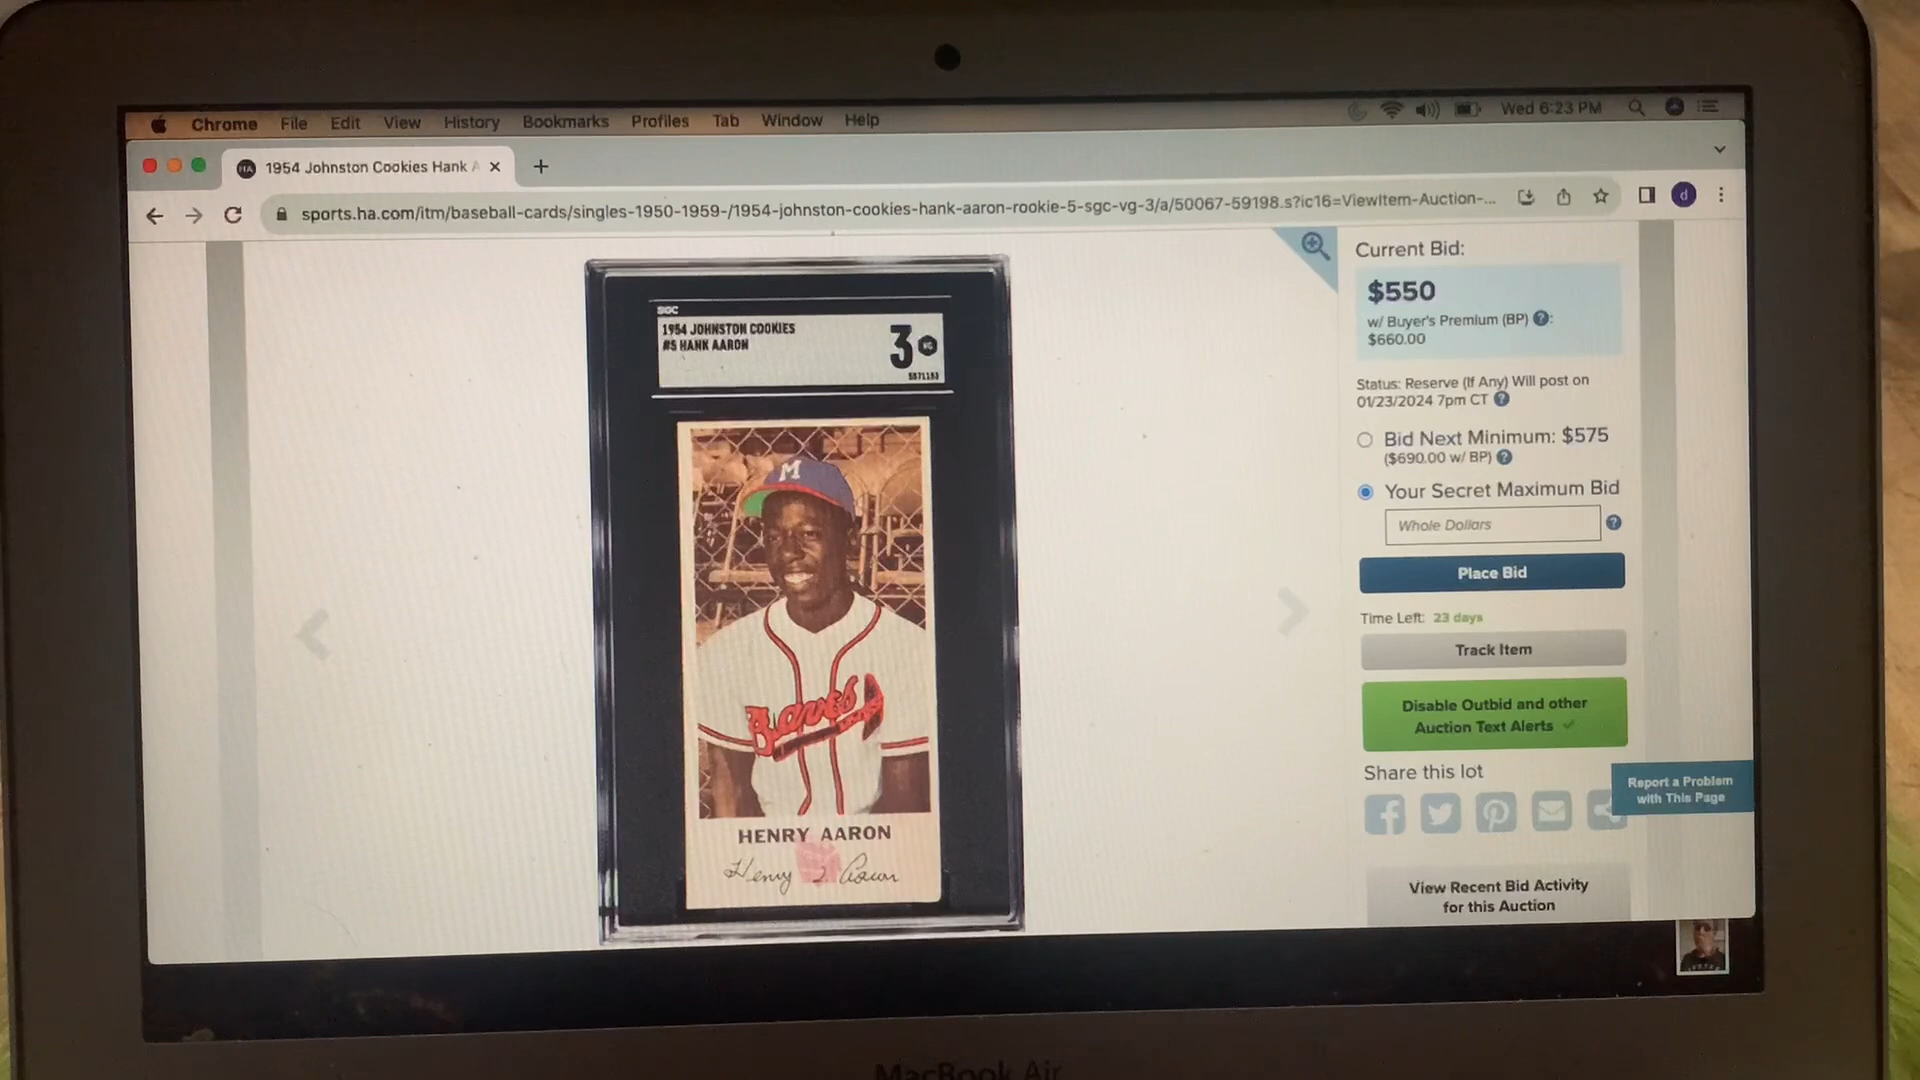 Chrome File Edit View History Bookmarks Profiles Tab Window Help
Wed 6:23 PM
HA 1954 Johnston Cookies Hank A
sports.ha.com/itm/baseball-cards/singles-1950-1959-/1954-johnston-cookies-hank-aaron-rookie-5-sgc-vg-3/a/50067-59198.s?ic16=ViewItem-Auction-...
d
SGC
1954 JOHNSTON COOKIES
#5 HANK AARON
3 VG
M
Braves
HENRY AARON
Henry L. Aaron
Current Bid:
$550
w/ Buyer's Premium (BP) ?:
$660.00
Status: Reserve (If Any) Will post on
01/23/2024 7pm CT ?
Bid Next Minimum: $575
($690.00 w/ BP) ?
Your Secret Maximum Bid
Whole Dollars ?
Place Bid
Time Left: 23 days
Track Item
Disable Outbid and other
Auction Text Alerts
Share this lot
Report a Problem
with This Page
View Recent Bid Activity
for this Auction
MacBook Air